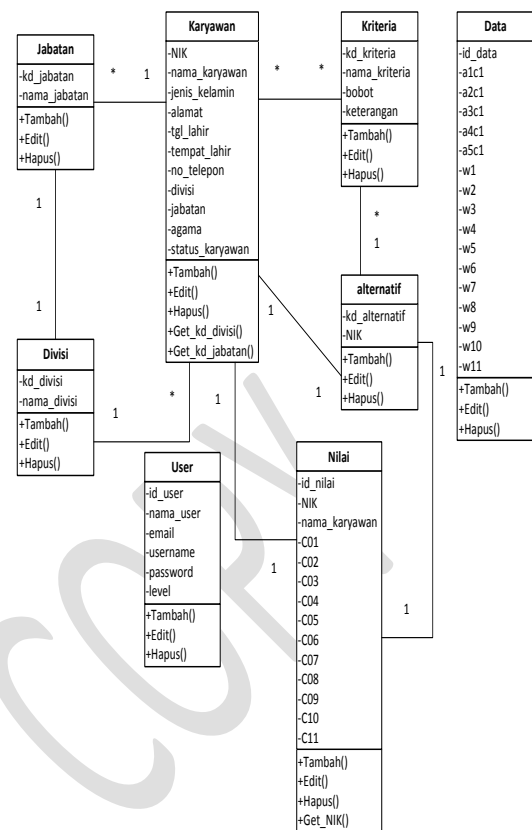 Jabatan
-kd_jabatan
-nama_jabatan
+Tambah()
+Edit()
+Hapus()
*
1
Karyawan
-NIK
-nama_karyawan
-jenis_kelamin
-alamat
-tgl_lahir
-tempat_lahir
-no_telepon
-divisi
-jabatan
-agama
-status_karyawan
+Tambah()
+Edit()
+Hapus()
+Get_kd_divisi()
+Get_kd_jabatan()
*
*
Kriteria
-kd_kriteria
-nama_kriteria
-bobot
-keterangan
+Tambah()
+Edit()
+Hapus()
Data
-id_data
-a1c1
-a2c1
-a3c1
-a4c1
-a5c1
-w1
-w2
-w3
-w4
-w5
-w6
-w7
-w8
-w9
-w10
-w11
+Tambah()
+Edit()
+Hapus()
1
1
*
1
alternatif
-kd_alternatif
-NIK
+Tambah()
+Edit()
+Hapus()
1
1
1
Divisi
-kd_divisi
-nama_divisi
+Tambah()
+Edit()
+Hapus()
1
*
1
User
-id_user
-nama_user
-email
-username
-password
-level
+Tambah()
+Edit()
+Hapus()
Nilai
-id_nilai
-NIK
-nama_karyawan
-C01
-C02
-C03
-C04
-C05
-C06
-C07
-C08
-C09
-C10
-C11
+Tambah()
+Edit()
+Hapus()
+Get_NIK()
1
1
COPY